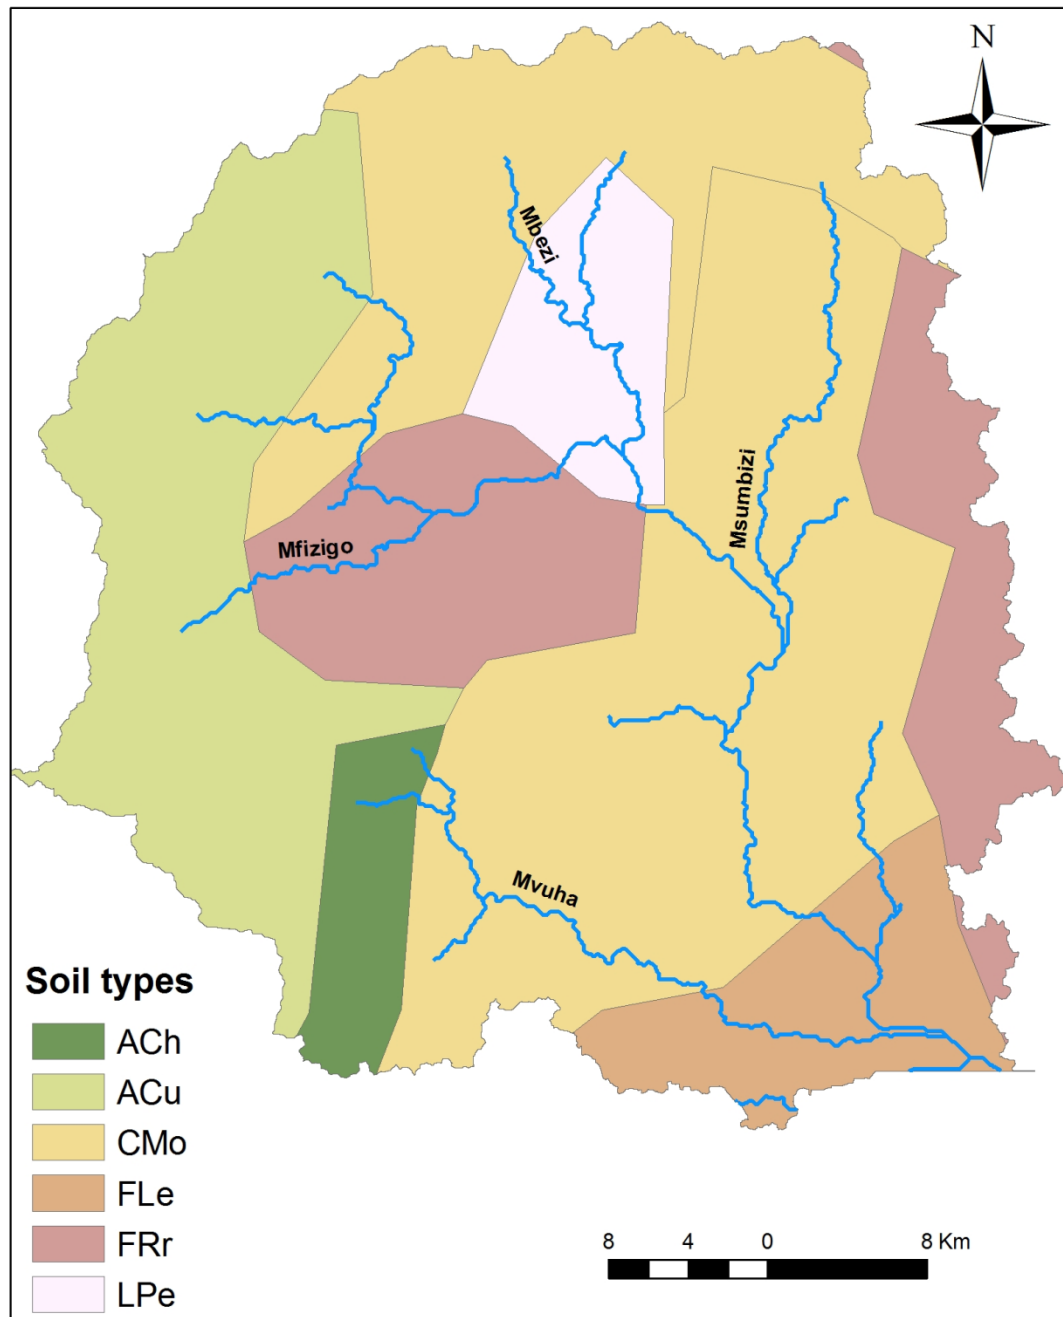 N
Mbezi
Msumbizi
Mfizigo
Mvuha
Soil types
ACh
ACu
CMo
FLe
FRr
LPe
8 4 0 8 Km